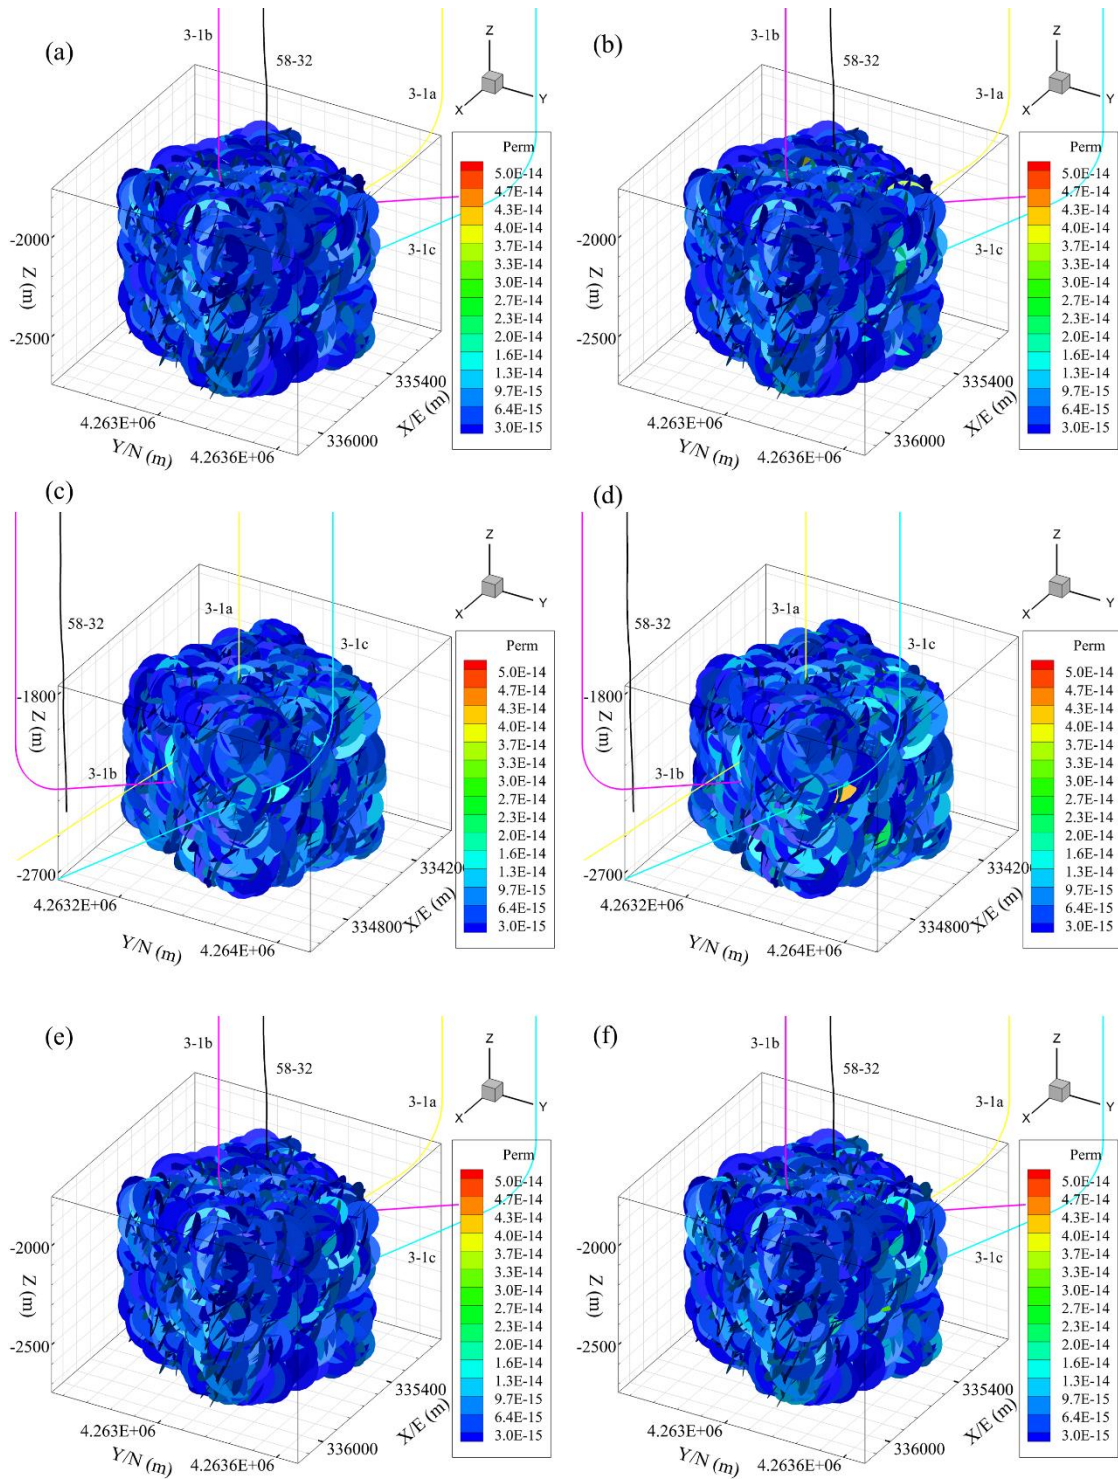 (a)
3-1b
58-32
3-1a
3-1c
Z
X
Y
Perm
5.0E-14
4.7E-14
4.3E-14
4.0E-14
3.7E-14
3.3E-14
3.0E-14
2.7E-14
2.3E-14
2.0E-14
1.6E-14
1.3E-14
9.7E-15
6.4E-15
3.0E-15
-2000
Z (m)
-2500
4.263E+06
4.2636E+06
Y/N (m)
335400
336000
X/E (m)
(b)
3-1b
58-32
3-1a
3-1c
Z
X
Y
Perm
5.0E-14
4.7E-14
4.3E-14
4.0E-14
3.7E-14
3.3E-14
3.0E-14
2.7E-14
2.3E-14
2.0E-14
1.6E-14
1.3E-14
9.7E-15
6.4E-15
3.0E-15
-2000
Z (m)
-2500
4.263E+06
4.2636E+06
Y/N (m)
335400
336000
X/E (m)
(c)
58-32
3-1a
3-1c
3-1b
Z
X
Y
Perm
5.0E-14
4.7E-14
4.3E-14
4.0E-14
3.7E-14
3.3E-14
3.0E-14
2.7E-14
2.3E-14
2.0E-14
1.6E-14
1.3E-14
9.7E-15
6.4E-15
3.0E-15
-1800
Z (m)
-2700
4.2632E+06
4.264E+06
Y/N (m)
334200
334800
X/E (m)
(d)
58-32
3-1a
3-1c
3-1b
Z
X
Y
Perm
5.0E-14
4.7E-14
4.3E-14
4.0E-14
3.7E-14
3.3E-14
3.0E-14
2.7E-14
2.3E-14
2.0E-14
1.6E-14
1.3E-14
9.7E-15
6.4E-15
3.0E-15
-1800
Z (m)
-2700
4.2632E+06
4.264E+06
Y/N (m)
334200
334800
X/E (m)
(e)
3-1b
58-32
3-1a
3-1c
Z
X
Y
Perm
5.0E-14
4.7E-14
4.3E-14
4.0E-14
3.7E-14
3.3E-14
3.0E-14
2.7E-14
2.3E-14
2.0E-14
1.6E-14
1.3E-14
9.7E-15
6.4E-15
3.0E-15
-2000
Z (m)
-2500
4.263E+06
4.2636E+06
Y/N (m)
335400
336000
X/E (m)
(f)
3-1b
58-32
3-1a
3-1c
Z
X
Y
Perm
5.0E-14
4.7E-14
4.3E-14
4.0E-14
3.7E-14
3.3E-14
3.0E-14
2.7E-14
2.3E-14
2.0E-14
1.6E-14
1.3E-14
9.7E-15
6.4E-15
3.0E-15
-2000
Z (m)
-2500
4.263E+06
4.2636E+06
Y/N (m)
335400
336000
X/E (m)